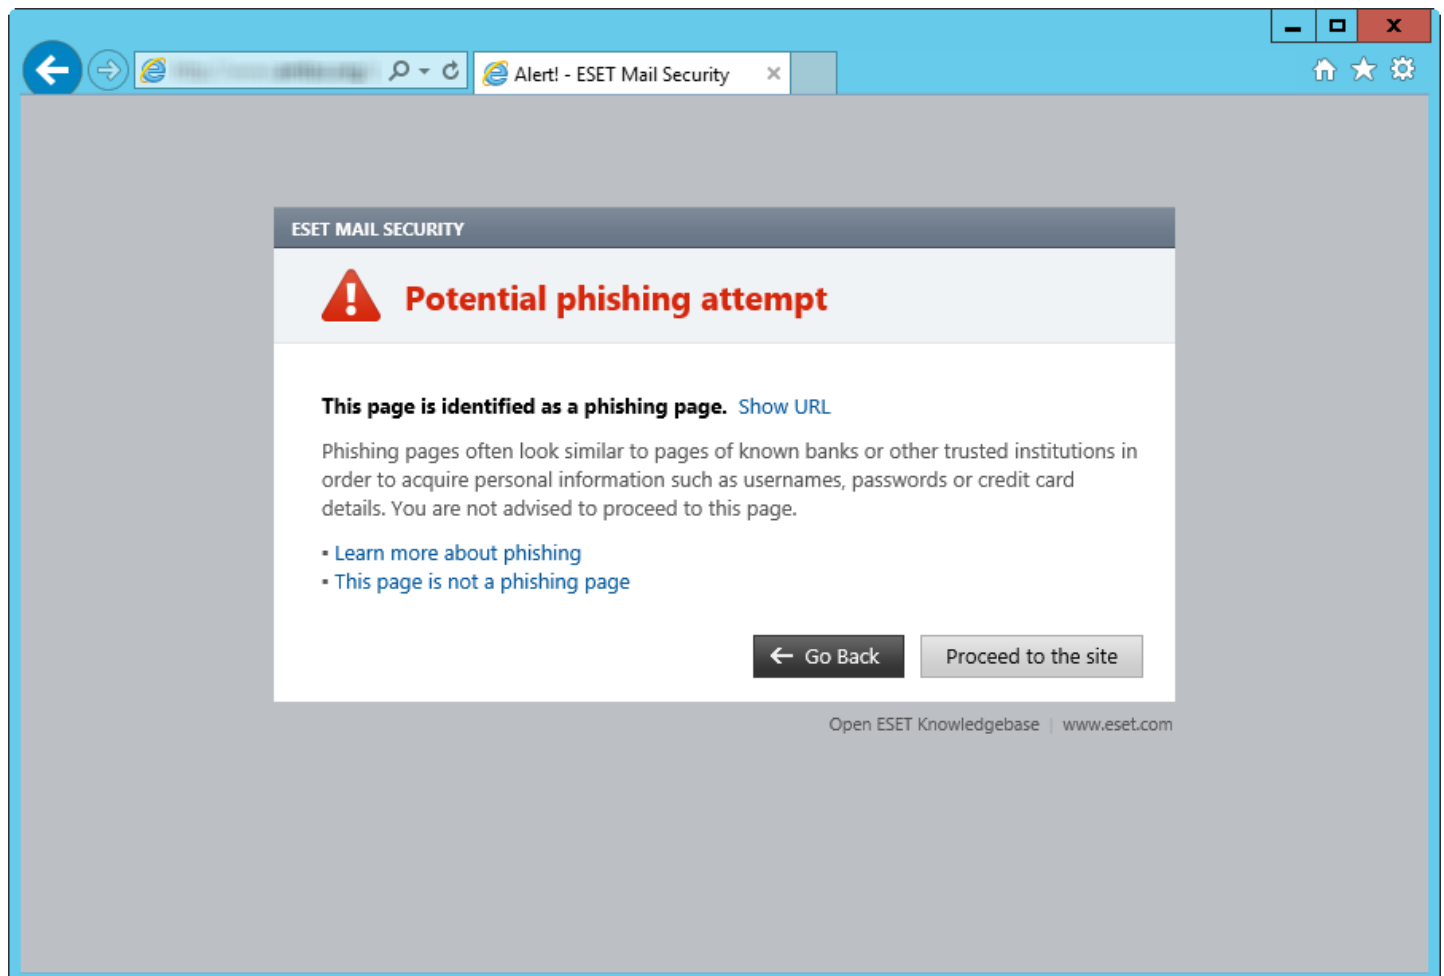 Alert! - ESET Mail Security
ESET MAIL SECURITY
Potential phishing attempt
This page is identified as a phishing page. Show URL
Phishing pages often look similar to pages of known banks or other trusted institutions in
order to acquire personal information such as usernames, passwords or credit card
details. You are not advised to proceed to this page.
▪ Learn more about phishing
▪ This page is not a phishing page
Go Back
Proceed to the site
Open ESET Knowledgebase | www.eset.com